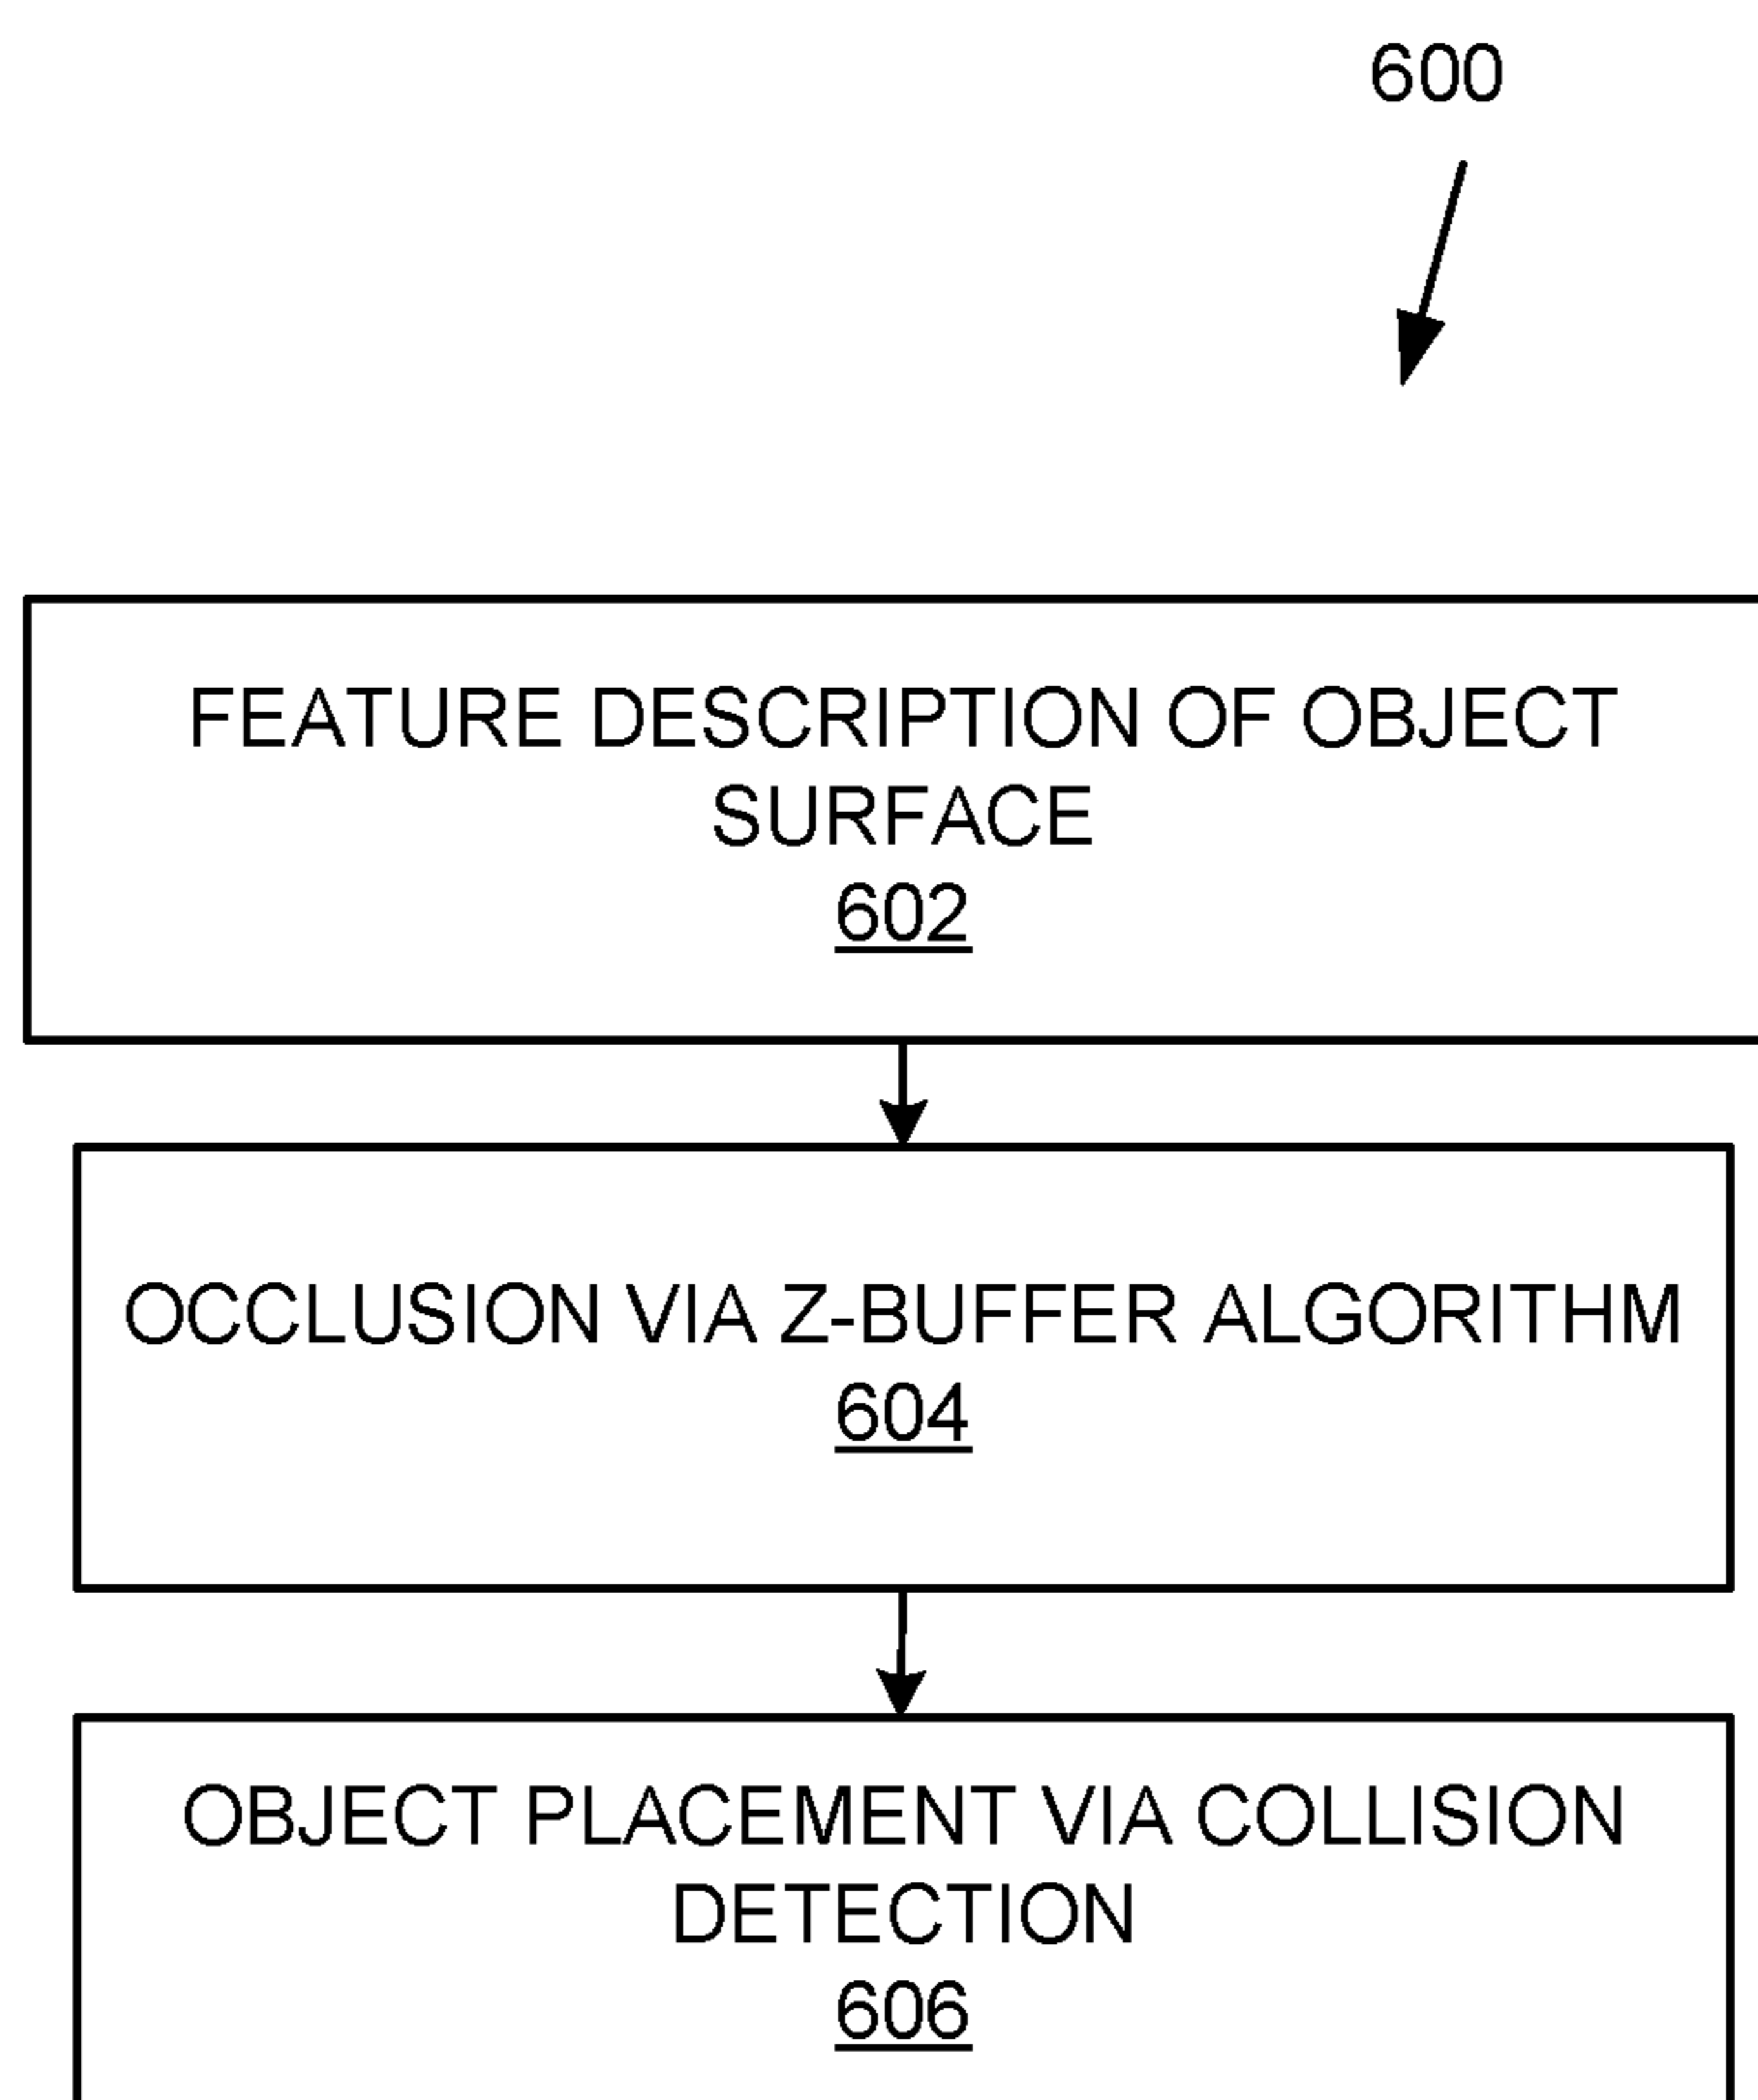 600
FEATURE DESCRIPTION OF OBJECT
SURFACE
602
OCCLUSION VIA Z-BUFFER ALGORITHM
604
OBJECT PLACEMENT VIA COLLISION
DETECTION
606